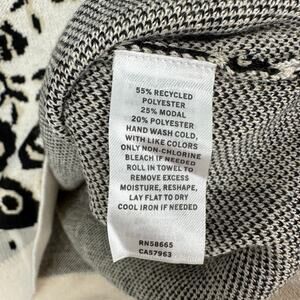 55% RECYCLED
POLYESTER
25% MODAL
20% POLYESTER
HAND WASH COLD,
WITH LIKE COLORS
ONLY NON-CHLORINE
BLEACH IF NEEDED
ROLL IN TOWEL TO
REMOVE EXCESS
MOISTURE, RESHAPE,
LAY FLAT TO DRY
COOL IRON IF NEEDED
RN58665
CA57963